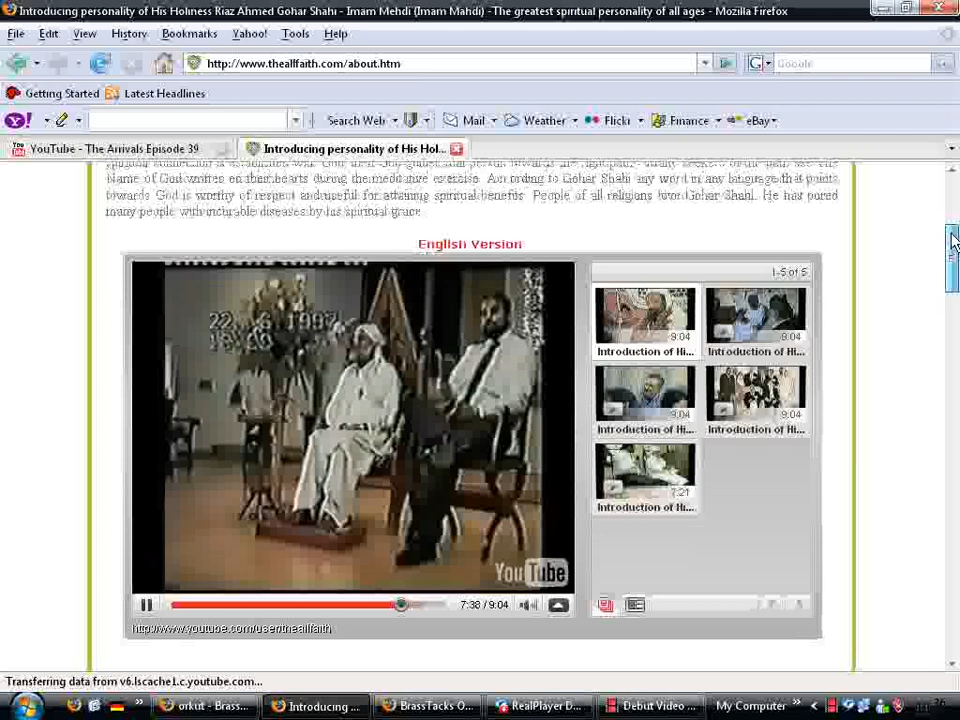 Introducing personality of His Holiness Riaz Ahmed Gohar Shahi - Imam Mehdi (Imam Mahdi) -The greatest spiritual personality of all ages - Mozilla Firefox
File Edit View History Bookmarks Yahoo! Tools Help
http://www.theallfaith.com/about.htm
Google
Getting Started Latest Headlines
Y! Search Web Mail Weather Flickr Finance eBay
YouTube - The Arrivals Episode 39 Introducing personality of His Hol...
Name of God written on their hearts during the meditative exercise. According to Gohar Shahi any word in any language that points
towards God is worthy of respect and useful for attaining spiritual benefits. People of all religions love Gohar Shahi. He has
many people with incurable diseases by his spiritual grace
English Version
1-5 of 5
22. 6. 1997
9:04 9:04
Introduction of Hi... Introduction of Hi...
9:04 9:04
Introduction of Hi... Introduction of Hi...
7:21
Introduction of Hi...
YouTube
7:38 / 9:04
http://www.youtube.com/user/theallfaith
Transferring data from v6.lscache1.c.youtube.com...
orkut - Brass... Introducing ... BrassTacks O... RealPlayer D... Debut Video ... My Computer